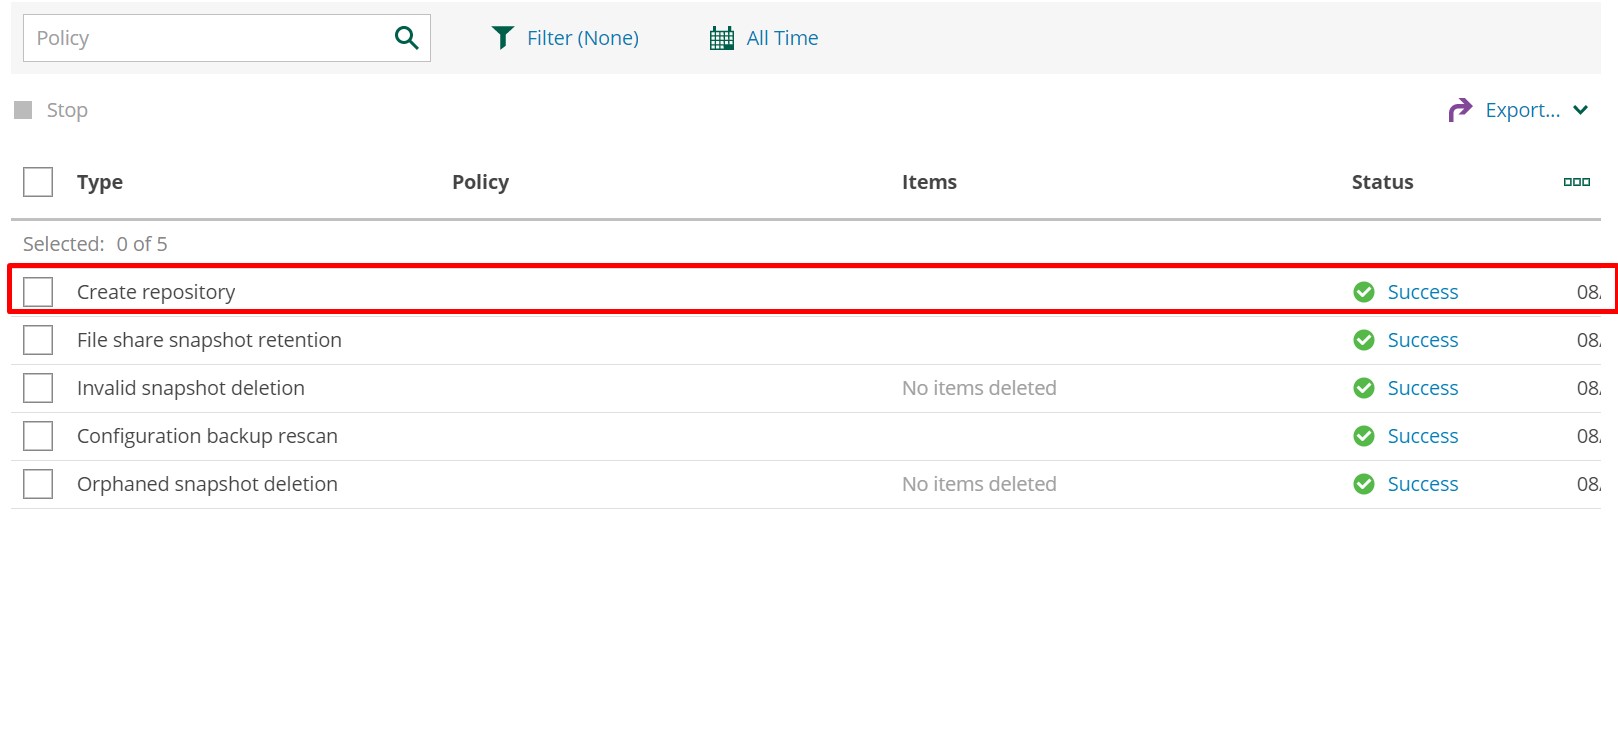 Policy Filter (None) All Time
Stop Export...
Type Policy Items Status
Selected: 0 of 5
Create repository Success 08
File share snapshot retention Success 08
Invalid snapshot deletion No items deleted Success 08
Configuration backup rescan Success 08
Orphaned snapshot deletion No items deleted Success 08